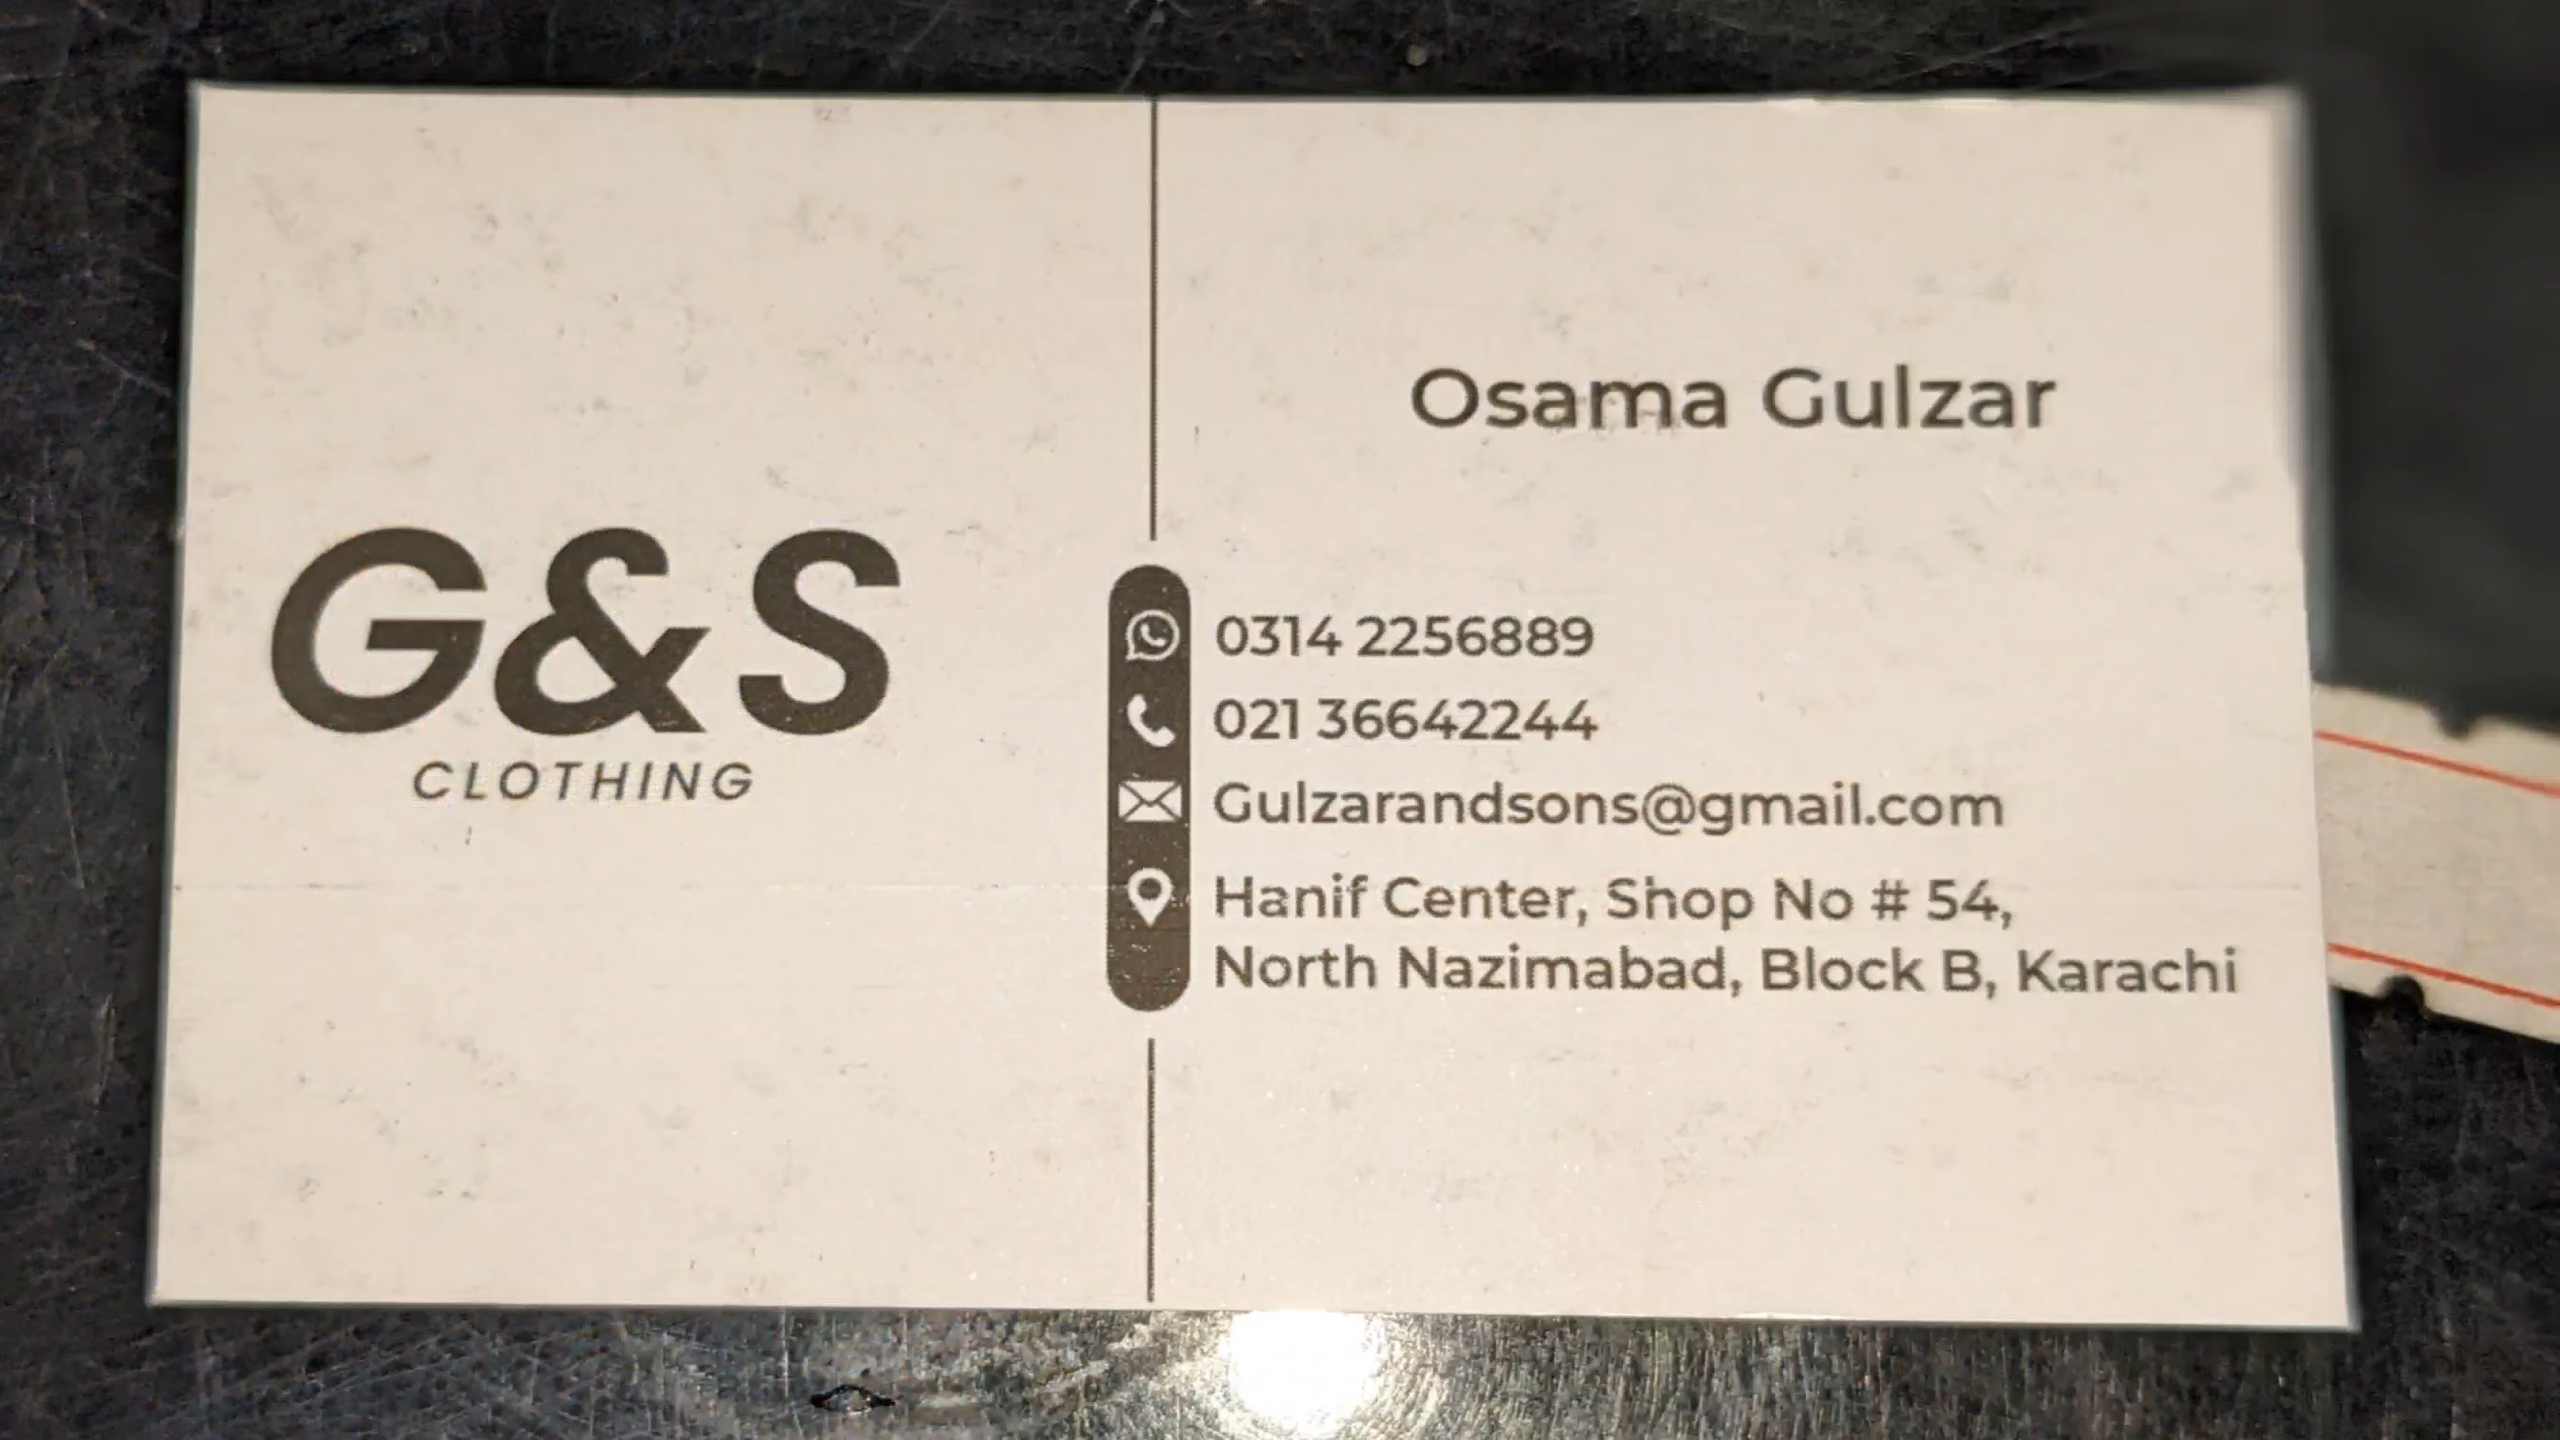 G&S
CLOTHING
Osama Gulzar
0314 2256889
021 36642244
Gulzarandsons@gmail.com
Hanif Center, Shop No # 54,
North Nazimabad, Block B, Karachi